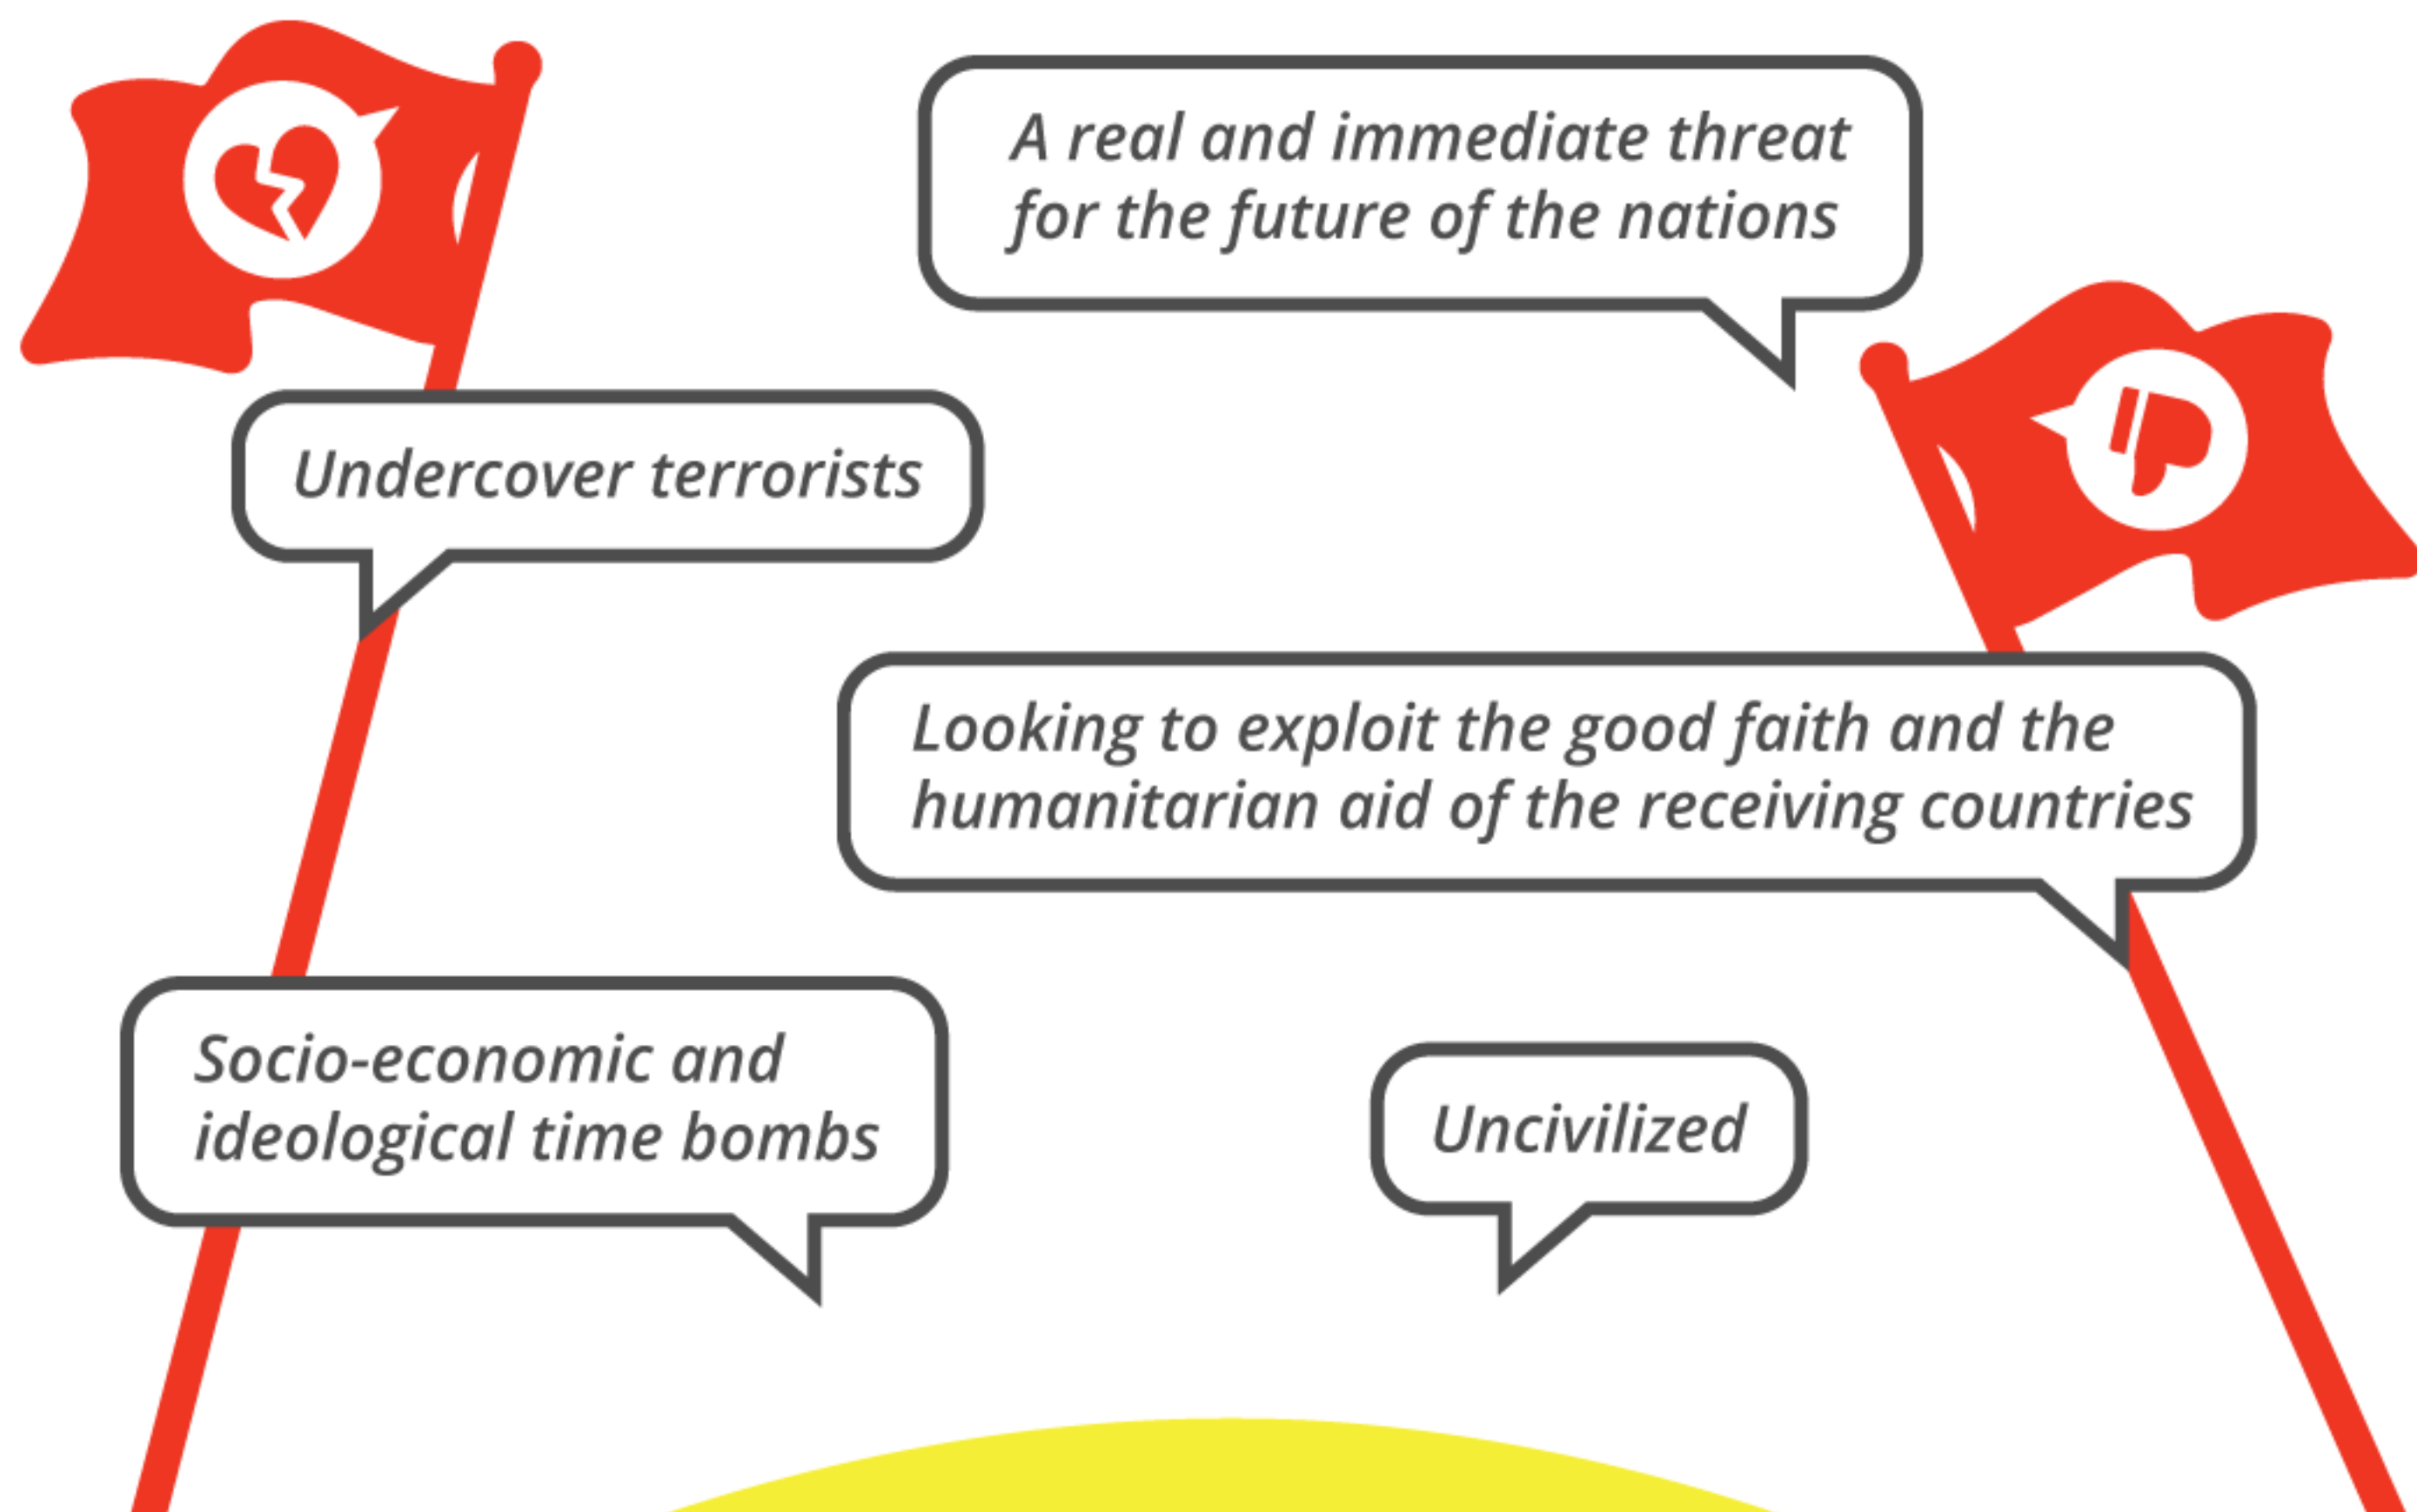 A real and immediate threat
for the future of the nations
Undercover terrorists
Looking to exploit the good faith and the
humanitarian aid of the receiving countries
Socio-economic and
ideological time bombs
Uncivilized